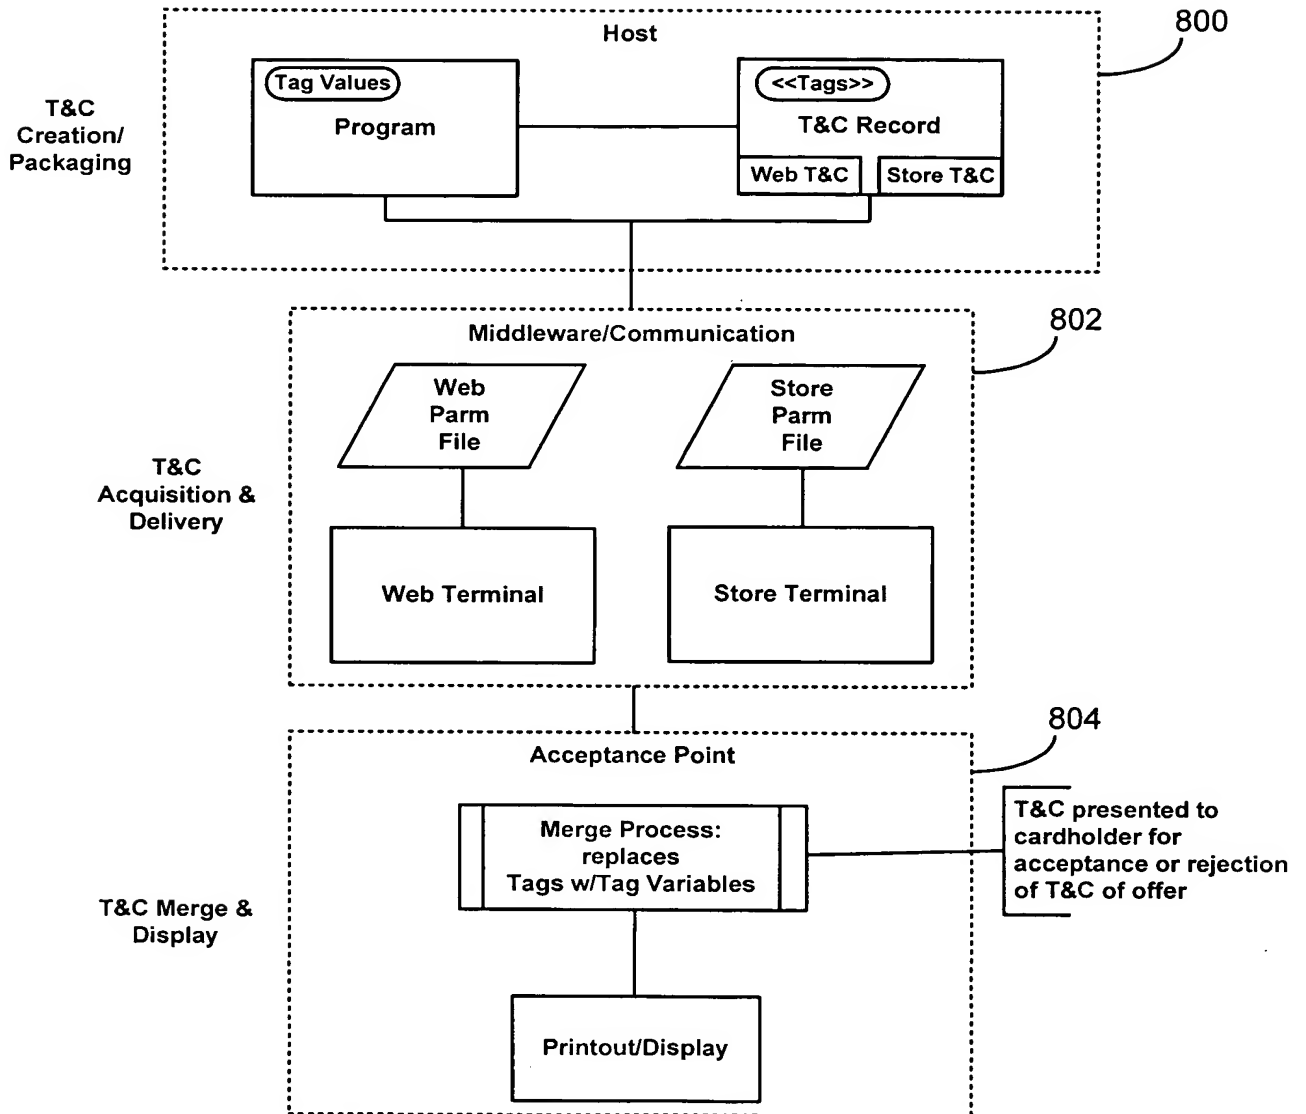 800
Host
Tag Values
Program
<<Tags>>
T&C Record
Web T&C
Store T&C
T&C
Creation/
Packaging
802
Middleware/Communication
Web
Parm
File
Store
Parm
File
T&C
Acquisition &
Delivery
Web Terminal
Store Terminal
804
Acceptance Point
Merge Process:
replaces
Tags w/Tag Variables
T&C presented to
cardholder for
acceptance or rejection
of T&C of offer
T&C Merge &
Display
Printout/Display